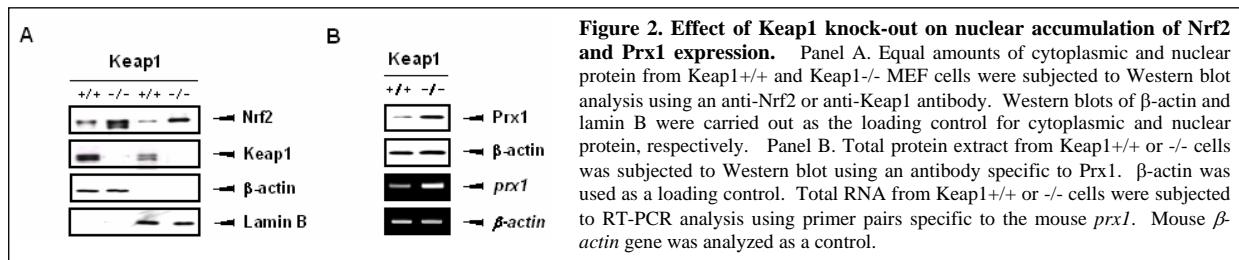 A
Keap1
+/+ -/- +/+ -/-
Nrf2
Keap1
β-actin
Lamin B
B
Keap1
+/+ -/-
Prx1
β-actin
prx1
β-actin
Figure 2. Effect of Keap1 knock-out on nuclear accumulation of Nrf2
and Prx1 expression. Panel A. Equal amounts of cytoplasmic and nuclear
protein from Keap1+/+ and Keap1-/- MEF cells were subjected to Western blot
analysis using an anti-Nrf2 or anti-Keap1 antibody. Western blots of β-actin and
lamin B were carried out as the loading control for cytoplasmic and nuclear
protein, respectively. Panel B. Total protein extract from Keap1+/+ or -/- cells
was subjected to Western blot using an antibody specific to Prx1. β-actin was
used as a loading control. Total RNA from Keap1+/+ or -/- cells were subjected
to RT-PCR analysis using primer pairs specific to the mouse prx1. Mouse β-
actin gene was analyzed as a control.